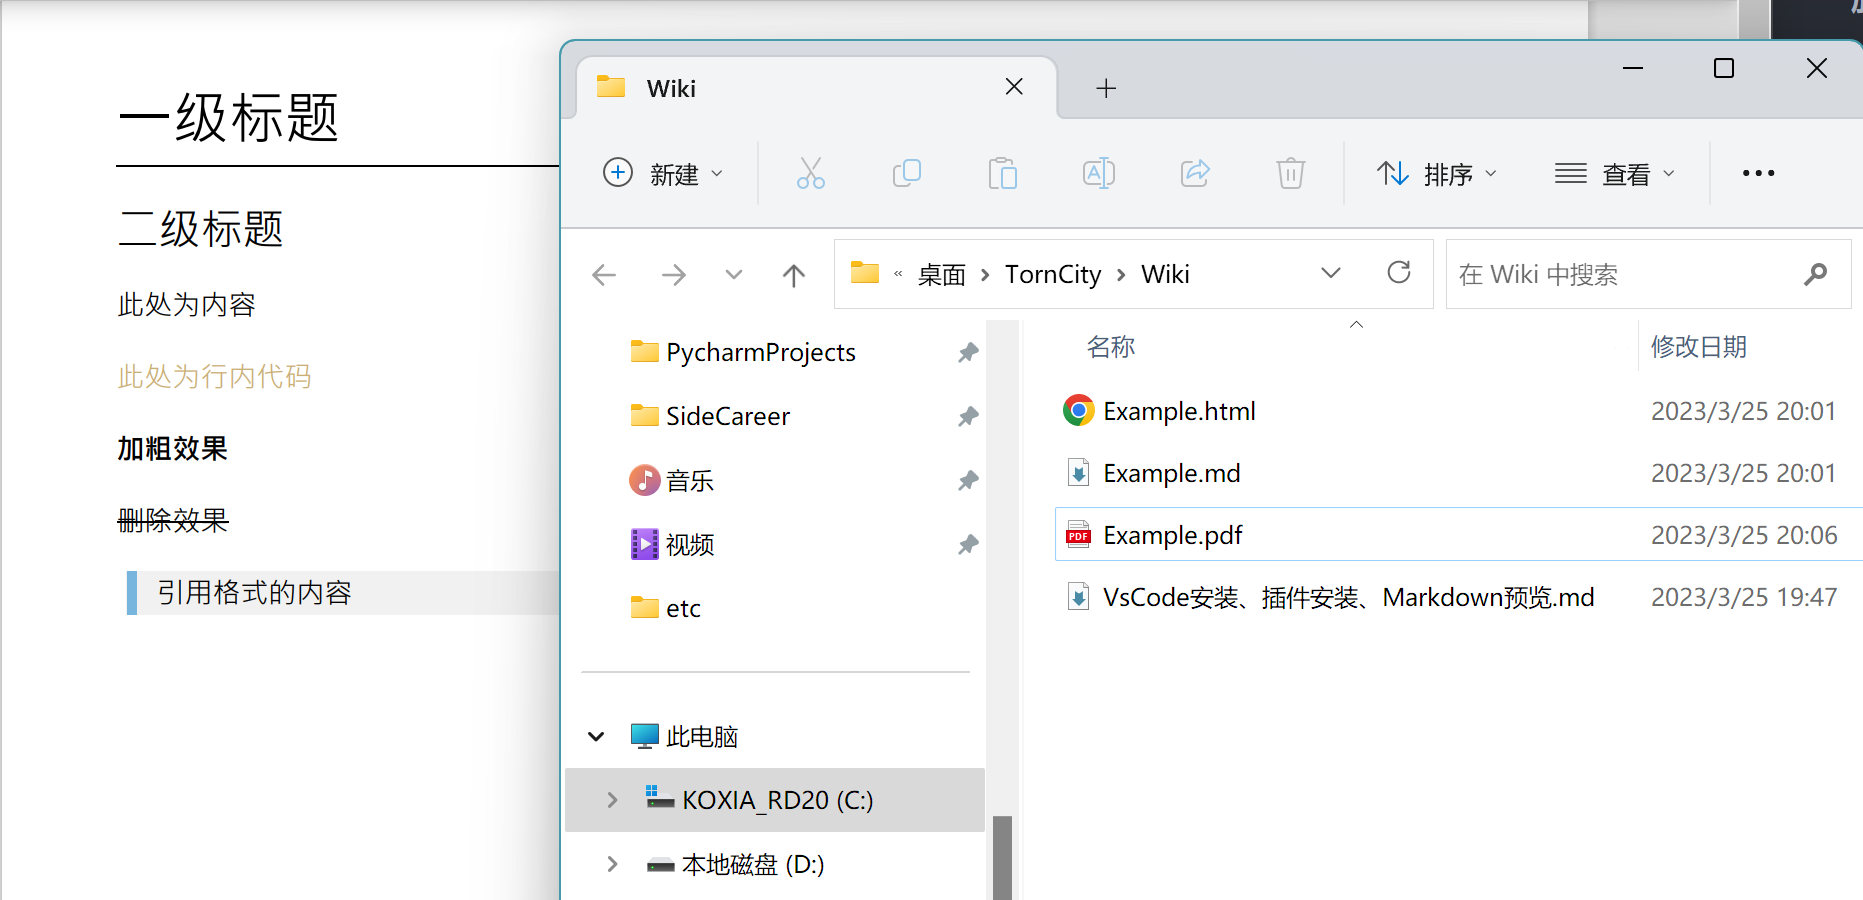 一级标题
二级标题
此处为内容
此处为行内代码
加粗效果
删除效果
引用格式的内容
Wiki
新建
排序
查看
« 桌面 › TornCity › Wiki
在 Wiki 中搜索
PycharmProjects
SideCareer
音乐
视频
etc
此电脑
KOXIA_RD20 (C:)
本地磁盘 (D:)
名称 修改日期
Example.html 2023/3/25 20:01
Example.md 2023/3/25 20:01
PDF Example.pdf 2023/3/25 20:06
VsCode安装、插件安装、Markdown预览.md 2023/3/25 19:47